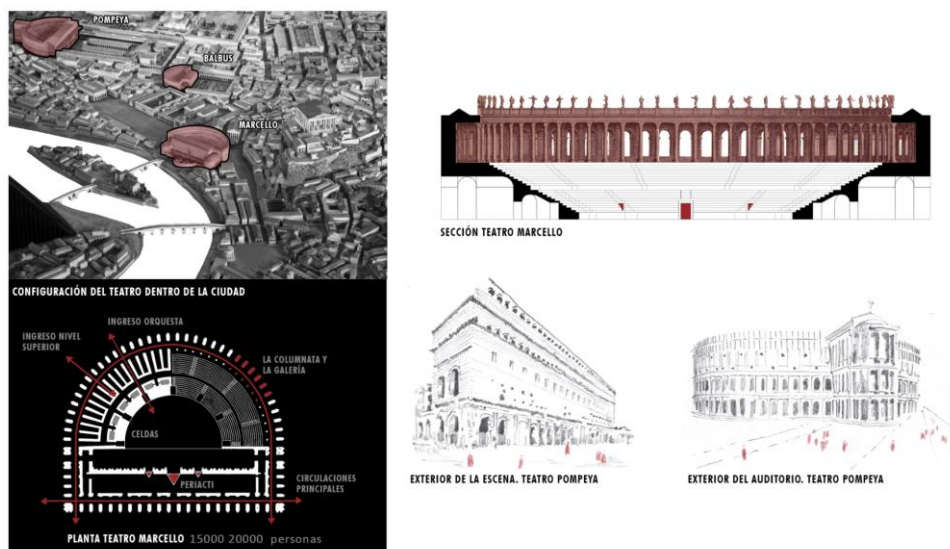 POMPEYA
BALBUS
MARCELLO
CONFIGURACIÓN DEL TEATRO DENTRO DE LA CIUDAD
SECCIÓN TEATRO MARCELLO
INGRESO ORQUESTA
INGRESO NIVEL
SUPERIOR
LA COLUMNATA Y
LA GALERÍA
CELDAS
PERIACTI
CIRCULACIONES
PRINCIPALES
PLANTA TEATRO MARCELLO 15000 20000 personas
EXTERIOR DE LA ESCENA. TEATRO POMPEYA
EXTERIOR DEL AUDITORIO. TEATRO POMPEYA